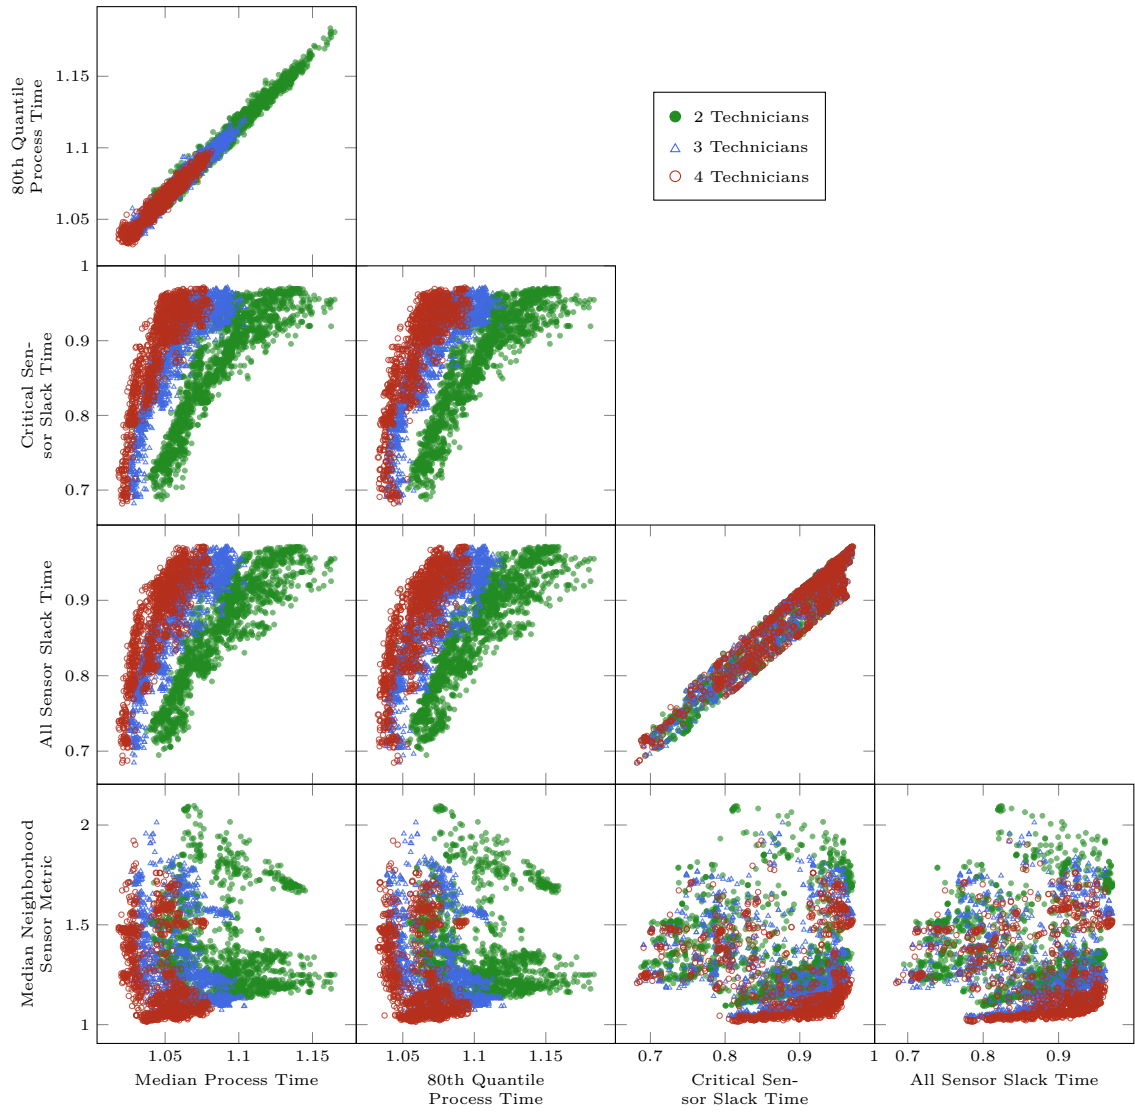 80th Quantile
Process Time
1.15
1.1
1.05
2 Technicians
3 Technicians
4 Technicians
Critical Sen-
sor Slack Time
1
0.9
0.8
0.7
All Sensor Slack Time
0.9
0.8
0.7
Median Neighborhood
Sensor Metric
2
1.5
1
1.05
1.1
1.15
Median Process Time
1.05
1.1
1.15
80th Quantile
Process Time
0.7
0.8
0.9
1
Critical Sen-
sor Slack Time
0.7
0.8
0.9
All Sensor Slack Time